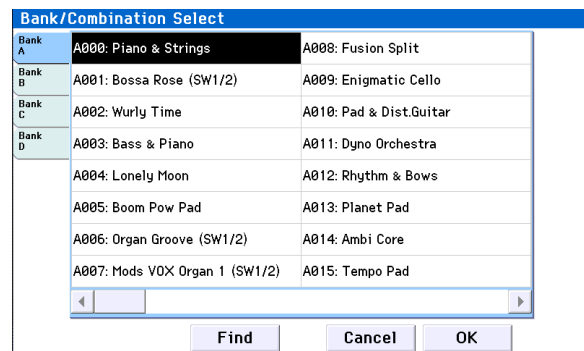 Bank/Combination Select
Bank
A
Bank
B
Bank
C
Bank
D
A000: Piano & Strings
A001: Bossa Rose (SW1/2)
A002: Wurly Time
A003: Bass & Piano
A004: Lonely Moon
A005: Boom Pow Pad
A006: Organ Groove (SW1/2)
A007: Mods VOX Organ 1 (SW1/2)
A008: Fusion Split
A009: Enigmatic Cello
A010: Pad & Dist.Guitar
A011: Dyno Orchestra
A012: Rhythm & Bows
A013: Planet Pad
A014: Ambi Core
A015: Tempo Pad
Find
Cancel
OK